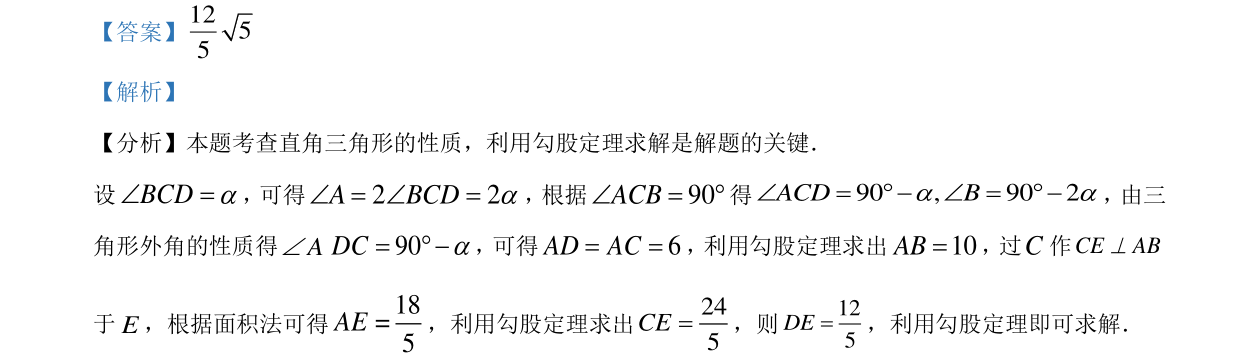 【答案】$\frac{12}{5}\sqrt{5}$
【解析】
【分析】本题考查直角三角形的性质，利用勾股定理求解是解题的关键．
设∠BCD＝α，可得∠A＝2∠BCD＝2α，根据∠ACB＝90°得∠ACD＝90°－α,∠B＝90°－2α，由三
角形外角的性质得∠A DC＝90°－α，可得AD＝AC＝6，利用勾股定理求出AB＝10，过C作CE⊥AB
于E，根据面积法可得AE＝$\frac{18}{5}$，利用勾股定理求出CE＝$\frac{24}{5}$，则DE＝$\frac{12}{5}$，利用勾股定理即可求解．